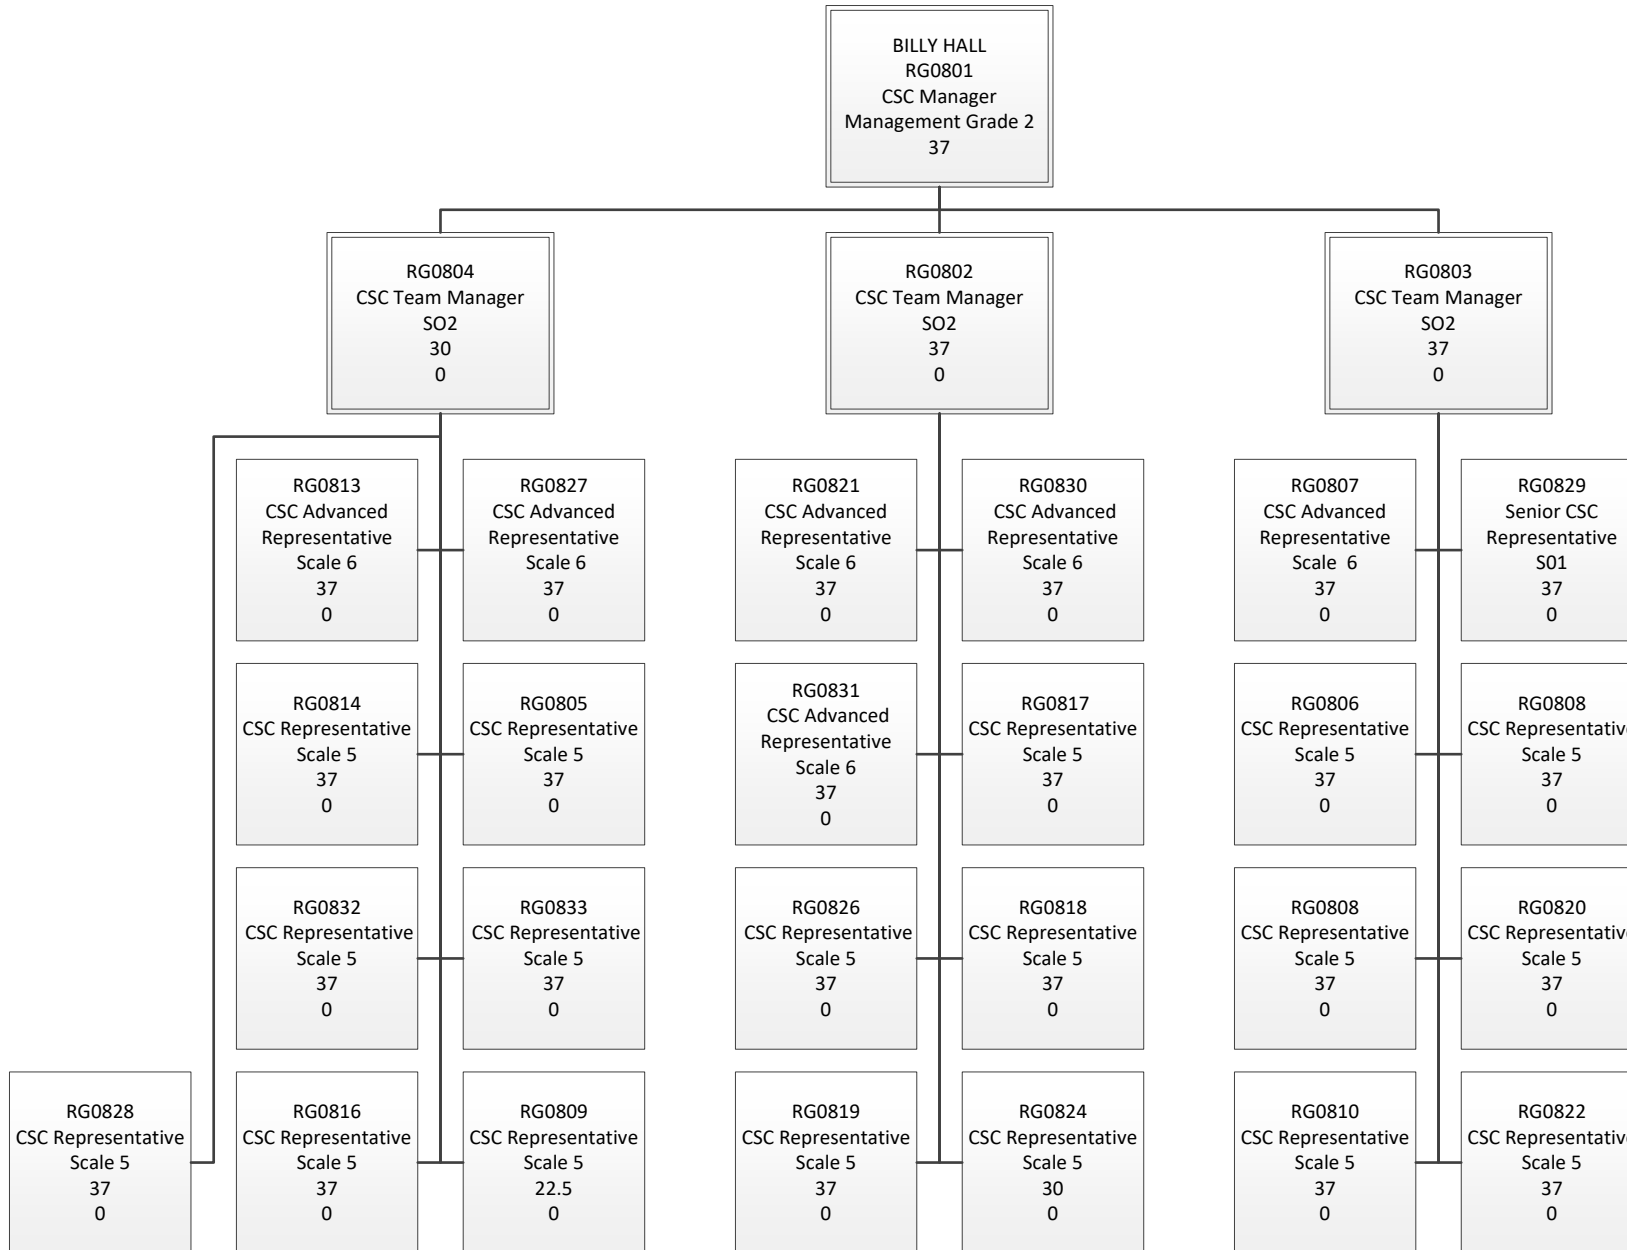 BILLY HALL
RG0801
CSC Manager
Management Grade 2
37
RG0804
CSC Team Manager
SO2
30
0
RG0802
CSC Team Manager
SO2
37
0
RG0803
CSC Team Manager
SO2
37
0
RG0813
CSC Advanced
Representative
Scale 6
37
0
RG0827
CSC Advanced
Representative
Scale 6
37
0
RG0821
CSC Advanced
Representative
Scale 6
37
0
RG0830
CSC Advanced
Representative
Scale 6
37
0
RG0807
CSC Advanced
Representative
Scale  6
37
0
RG0829
Senior CSC
Representative
S01
37
0
RG0814
CSC Representative
Scale 5
37
0
RG0805
CSC Representative
Scale 5
37
0
RG0831
CSC Advanced
Representative
Scale 6
37
0
RG0817
CSC Representative
Scale 5
37
0
RG0806
CSC Representative
Scale 5
37
0
RG0808
CSC Representative
Scale 5
37
0
RG0832
CSC Representative
Scale 5
37
0
RG0833
CSC Representative
Scale 5
37
0
RG0826
CSC Representative
Scale 5
37
0
RG0818
CSC Representative
Scale 5
37
0
RG0808
CSC Representative
Scale 5
37
0
RG0820
CSC Representative
Scale 5
37
0
RG0828
CSC Representative
Scale 5
37
0
RG0816
CSC Representative
Scale 5
37
0
RG0809
CSC Representative
Scale 5
22.5
0
RG0819
CSC Representative
Scale 5
37
0
RG0824
CSC Representative
Scale 5
30
0
RG0810
CSC Representative
Scale 5
37
0
RG0822
CSC Representative
Scale 5
37
0